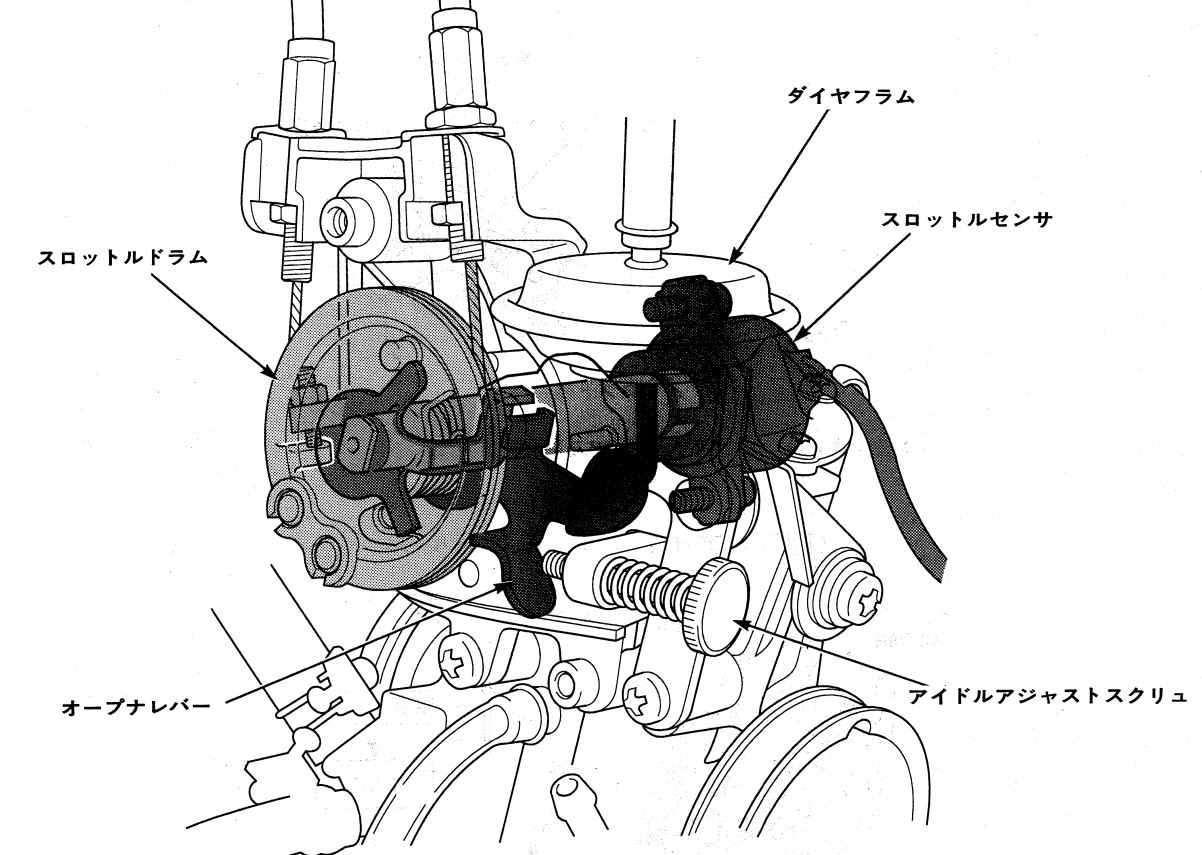 ダイヤフラム
スロットルセンサ
スロットルドラム
オープナレバー
アイドルアジャストスクリュ